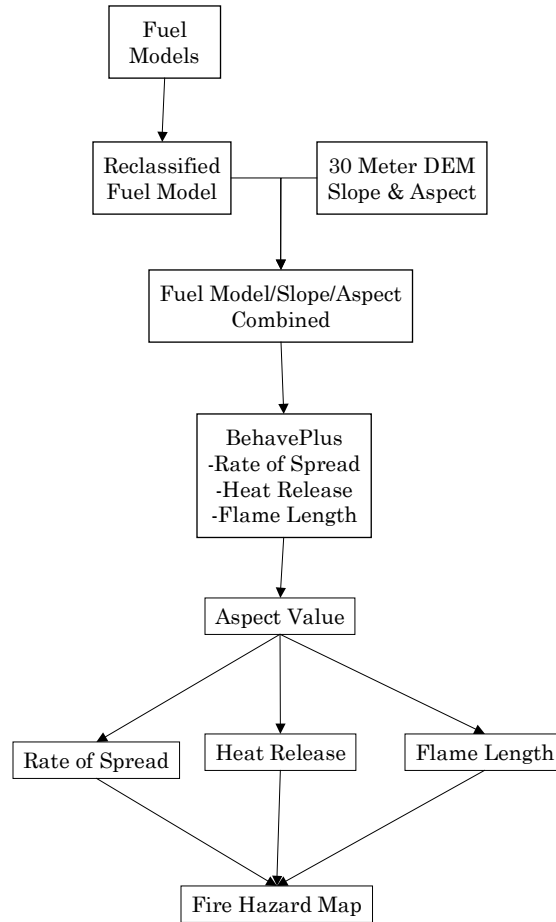 Fuel
Models
Reclassified
Fuel Model
30 Meter DEM
Slope & Aspect
Fuel Model/Slope/Aspect
Combined
BehavePlus
-Rate of Spread
-Heat Release
-Flame Length
Aspect Value
Rate of Spread
Heat Release
Flame Length
Fire Hazard Map